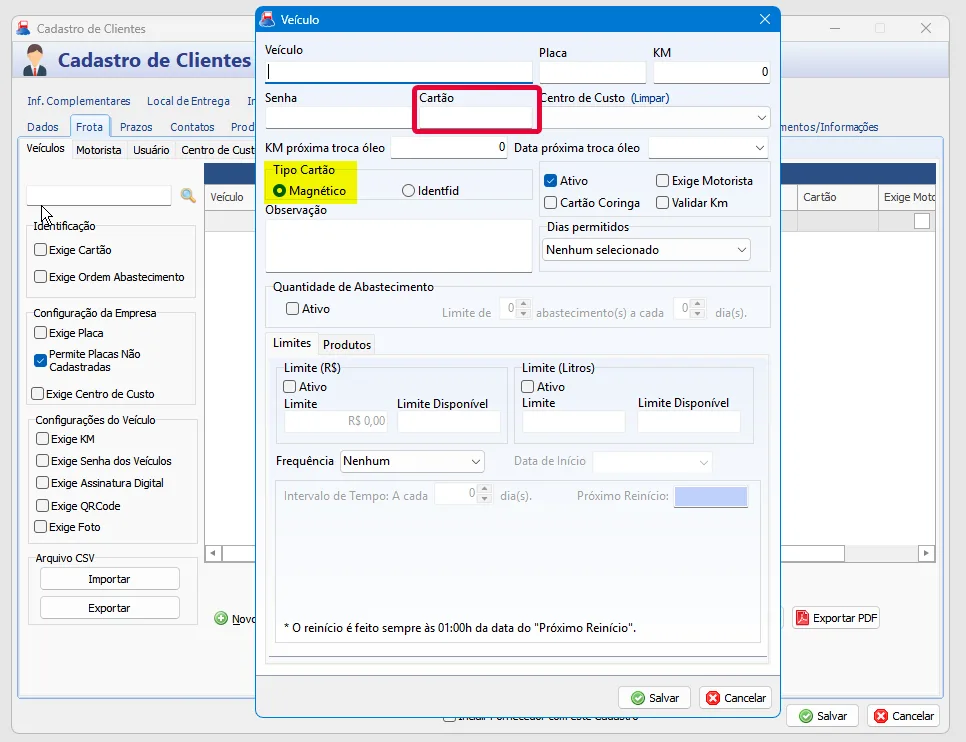 Cadastro de Clientes
Cadastro de Clientes
Inf. Complementares Local de Entrega
Dados Frota Prazos Contatos
mentos/Informações
Veículos Motorista Usuário Centro de Cust
Veículo
Cartão Exige Moto
Identificação
Exige Cartão
Exige Ordem Abastecimento
Configuração da Empresa
Exige Placa
Permite Placas Não
Cadastradas
Exige Centro de Custo
Configurações do Veículo
Exige KM
Exige Senha dos Veículos
Exige Assinatura Digital
Exige QRCode
Exige Foto
Arquivo CSV
Importar
Exportar
Novo
Exportar PDF
Incluir Fornecedor com este Cadastro
Salvar Cancelar
Veículo
Veículo Placa KM
0
Senha Cartão Centro de Custo (Limpar)
KM próxima troca óleo 0 Data próxima troca óleo
Tipo Cartão
Magnético Identfid
Ativo Exige Motorista
Cartão Coringa Validar Km
Observação
Dias permitidos
Nenhum selecionado
Quantidade de Abastecimento
Ativo Limite de 0 abastecimento(s) a cada 0 dia(s).
Limites Produtos
Limite (R$) Limite (Litros)
Ativo Ativo
Limite Limite Disponível Limite Limite Disponível
R$ 0,00
Frequência Nenhum Data de Início
Intervalo de Tempo: A cada 0 dia(s). Próximo Reinício:
* O reinício é feito sempre às 01:00h da data do "Próximo Reinício".
Salvar Cancelar